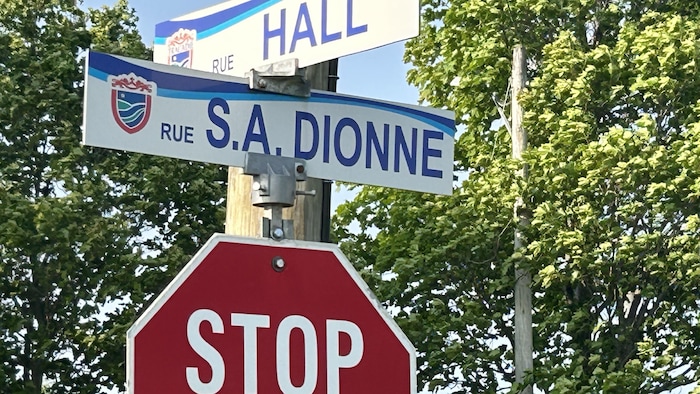 RUE HALL
RUE S.A. DIONNE
STOP